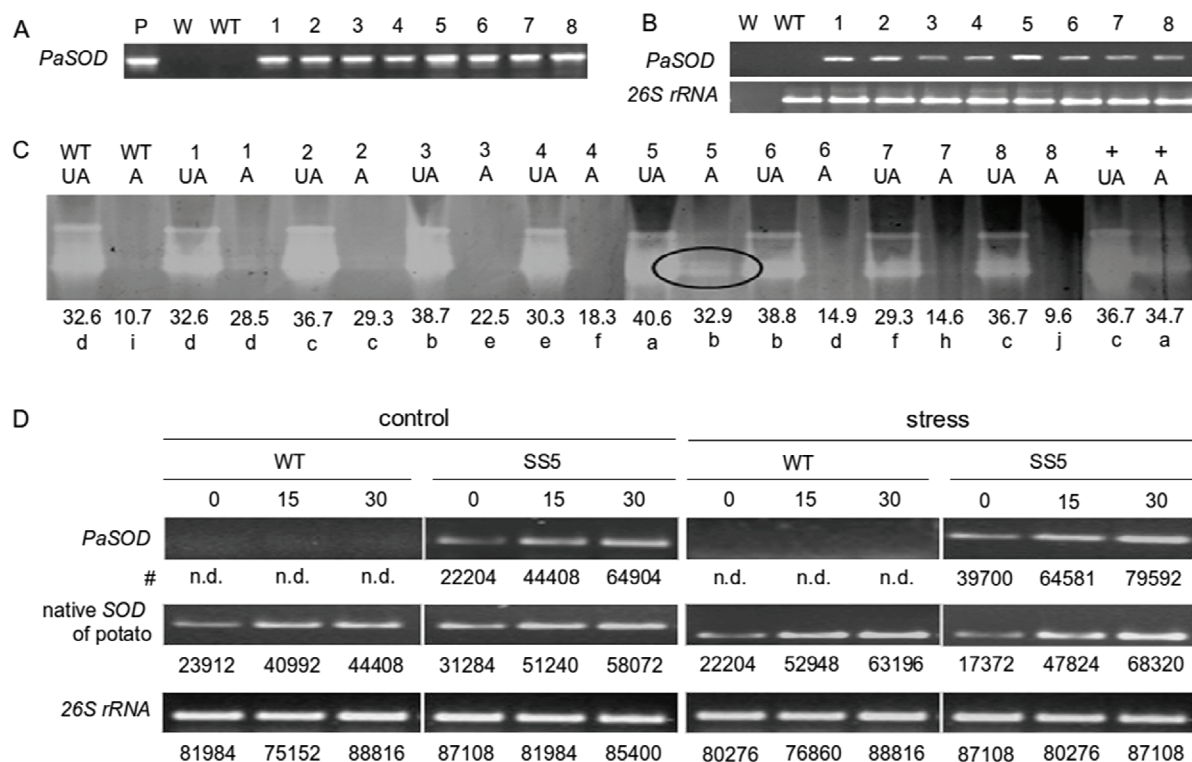 A
P W WT 1 2 3 4 5 6 7 8
PaSOD
B
W WT 1 2 3 4 5 6 7 8
PaSOD
26S rRNA
C
WT WT 1 1 2 2 3 3 4 4 5 5 6 6 7 7 8 8 + +
UA A UA A UA A UA A UA A UA A UA A UA A UA A UA A
32.6 10.7 32.6 28.5 36.7 29.3 38.7 22.5 30.3 18.3 40.6 32.9 38.8 14.9 29.3 14.6 36.7 9.6 36.7 34.7
d i d d c c b e e f a b b d f h c j c a
D
control stress
WT SS5 WT SS5
0 15 30 0 15 30 0 15 30 0 15 30
PaSOD
# n.d. n.d. n.d. 22204 44408 64904 n.d. n.d. n.d. 39700 64581 79592
native SOD
of potato
23912 40992 44408 31284 51240 58072 22204 52948 63196 17372 47824 68320
26S rRNA
81984 75152 88816 87108 81984 85400 80276 76860 88816 87108 80276 87108